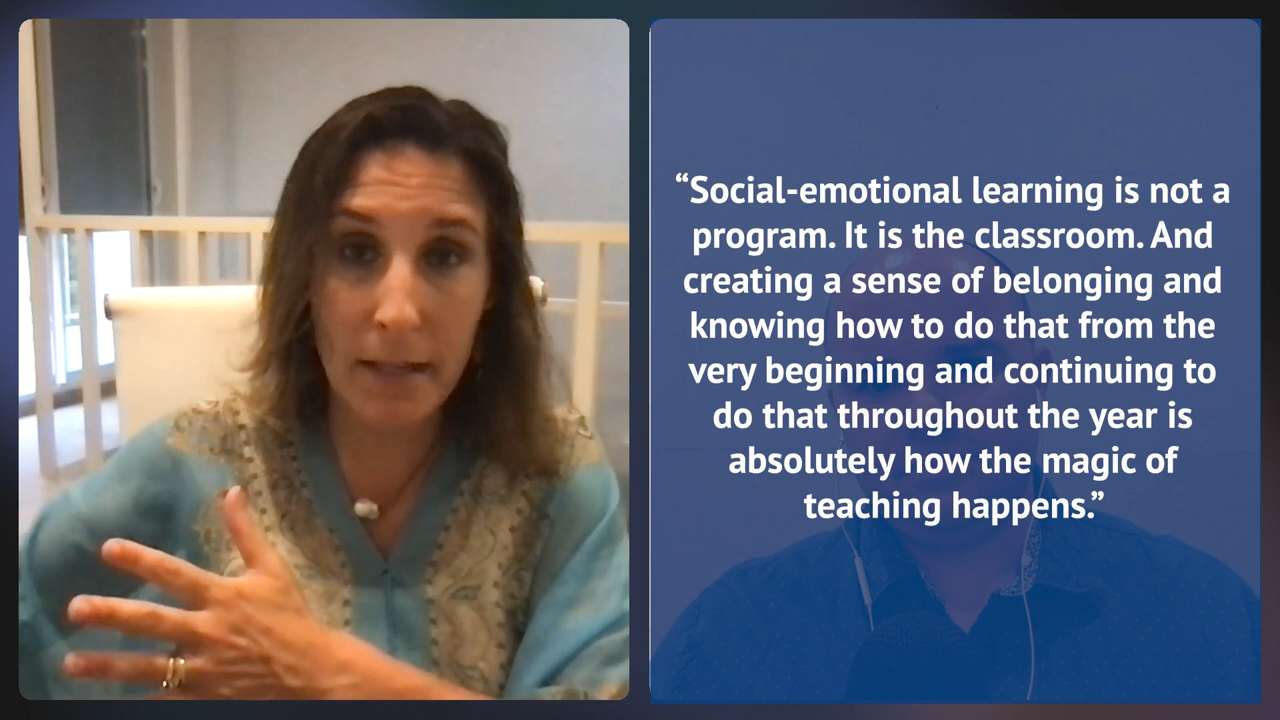 “Social-emotional learning is not a
program. It is the classroom. And
creating a sense of belonging and
knowing how to do that from the
very beginning and continuing to
do that throughout the year is
absolutely how the magic of
teaching happens.”